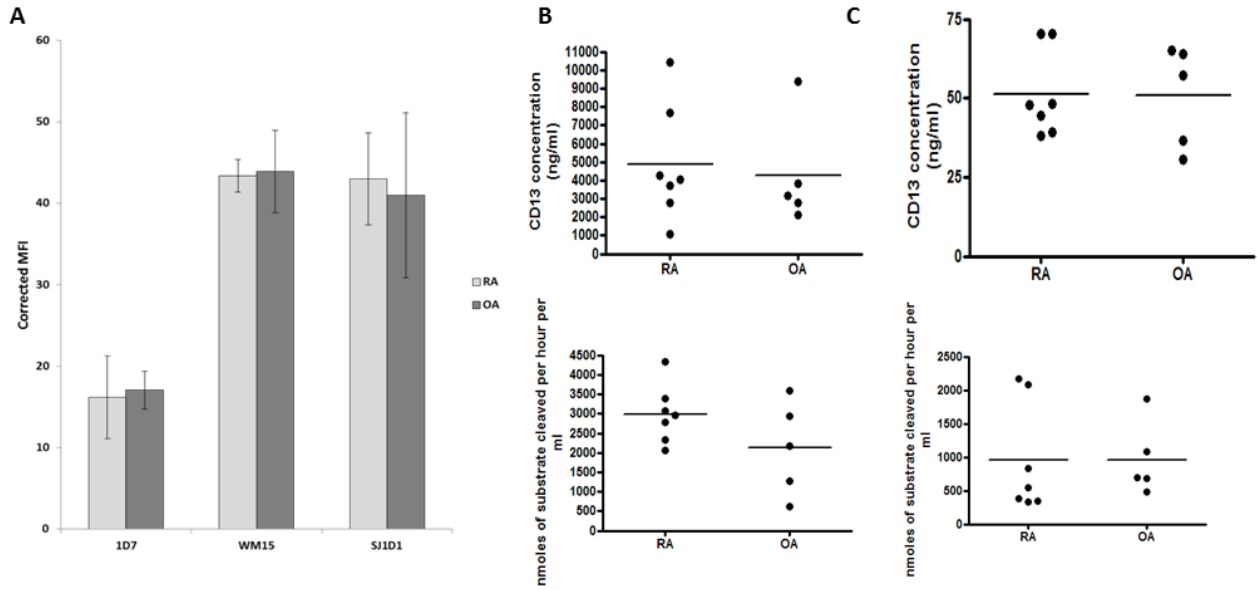 A
60
50
40
30
20
10
0
Corrected MFI
1D7
WM15
SJ1D1
RA
OA
B
CD13 concentration
(ng/ml)
11000
10000
9000
8000
7000
6000
5000
4000
3000
2000
1000
0
RA
OA
nmoles of substrate cleaved per hour per
ml
4500
4000
3500
3000
2500
2000
1500
1000
500
0
RA
OA
C
CD13 concentration
(ng/ml)
75
50
25
0
RA
OA
nmoles of substrate cleaved per hour per
ml
2500
2000
1500
1000
500
0
RA
OA